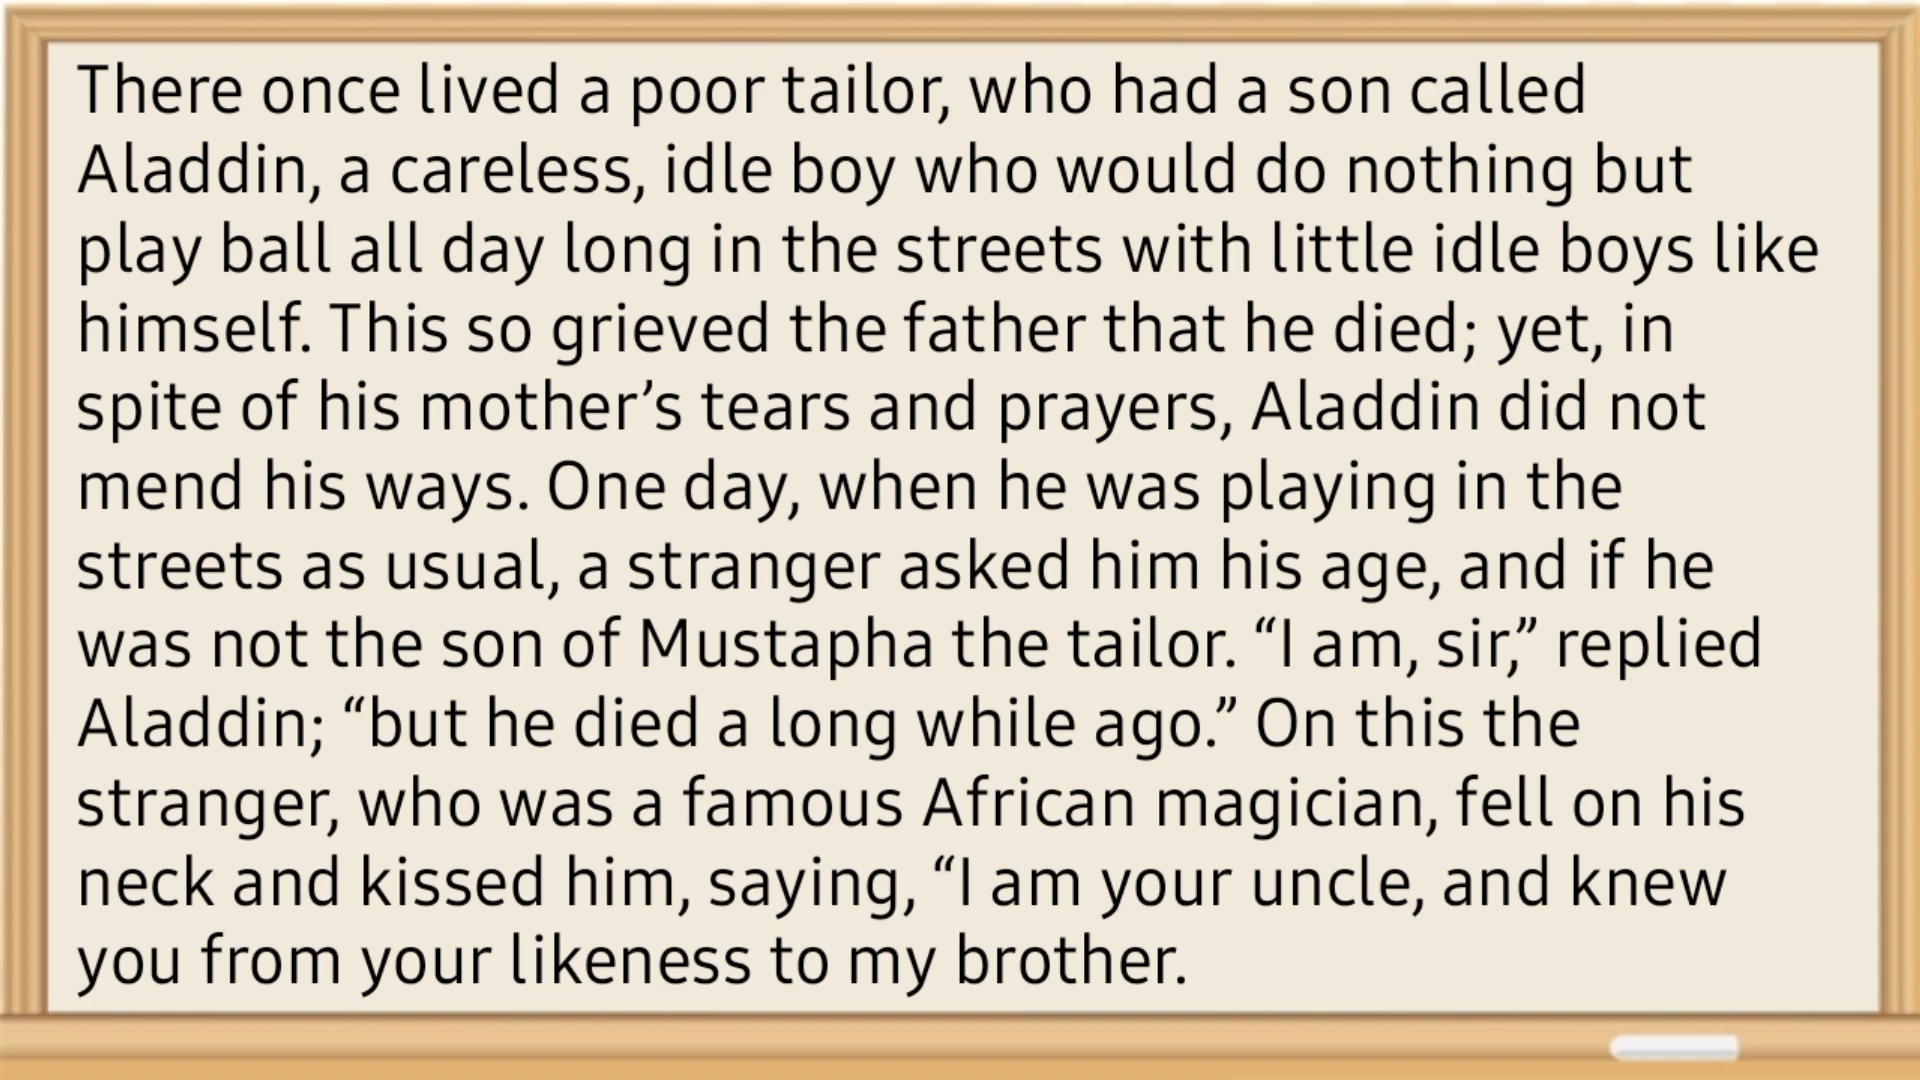 There once lived a poor tailor, who had a son called
Aladdin, a careless, idle boy who would do nothing but
play ball all day long in the streets with little idle boys like
himself. This so grieved the father that he died; yet, in
spite of his mother’s tears and prayers, Aladdin did not
mend his ways. One day, when he was playing in the
streets as usual, a stranger asked him his age, and if he
was not the son of Mustapha the tailor. “I am, sir,” replied
Aladdin; “but he died a long while ago.” On this the
stranger, who was a famous African magician, fell on his
neck and kissed him, saying, “I am your uncle, and knew
you from your likeness to my brother.